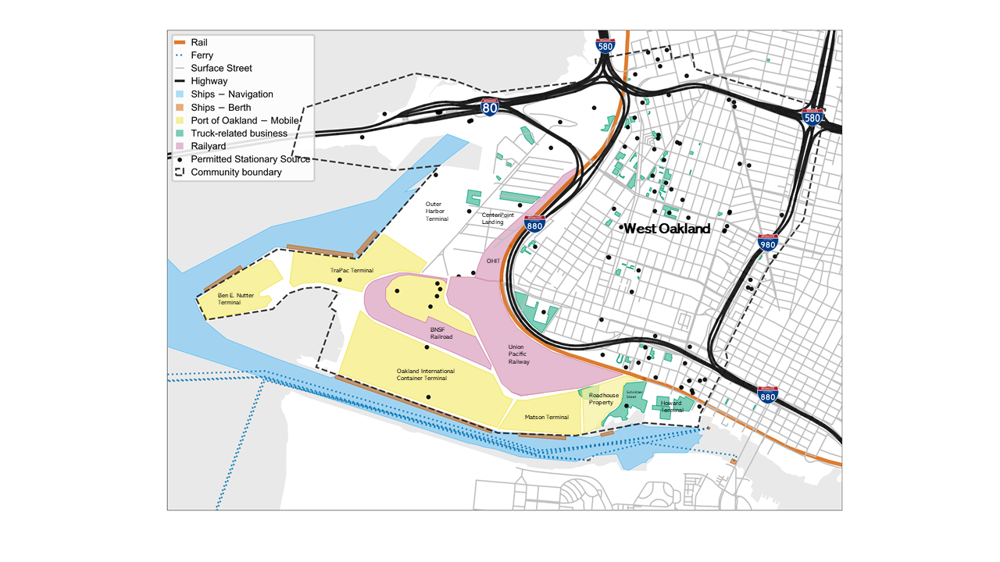 Rail
Ferry
Surface Street
Highway
Ships – Navigation
Ships – Berth
Port of Oakland – Mobile
Truck-related business
Railyard
Permitted Stationary Source
Community boundary
580
80
580
Outer
Harbor
Terminal
CenterPoint
Landing
880
West Oakland
980
OHIT
TraPac Terminal
Ben E. Nutter
Terminal
BNSF
Railroad
Union
Pacific
Railway
Oakland International
Container Terminal
Roadhouse
Property
Schnitzer
Steel
Howard
Terminal
880
Matson Terminal